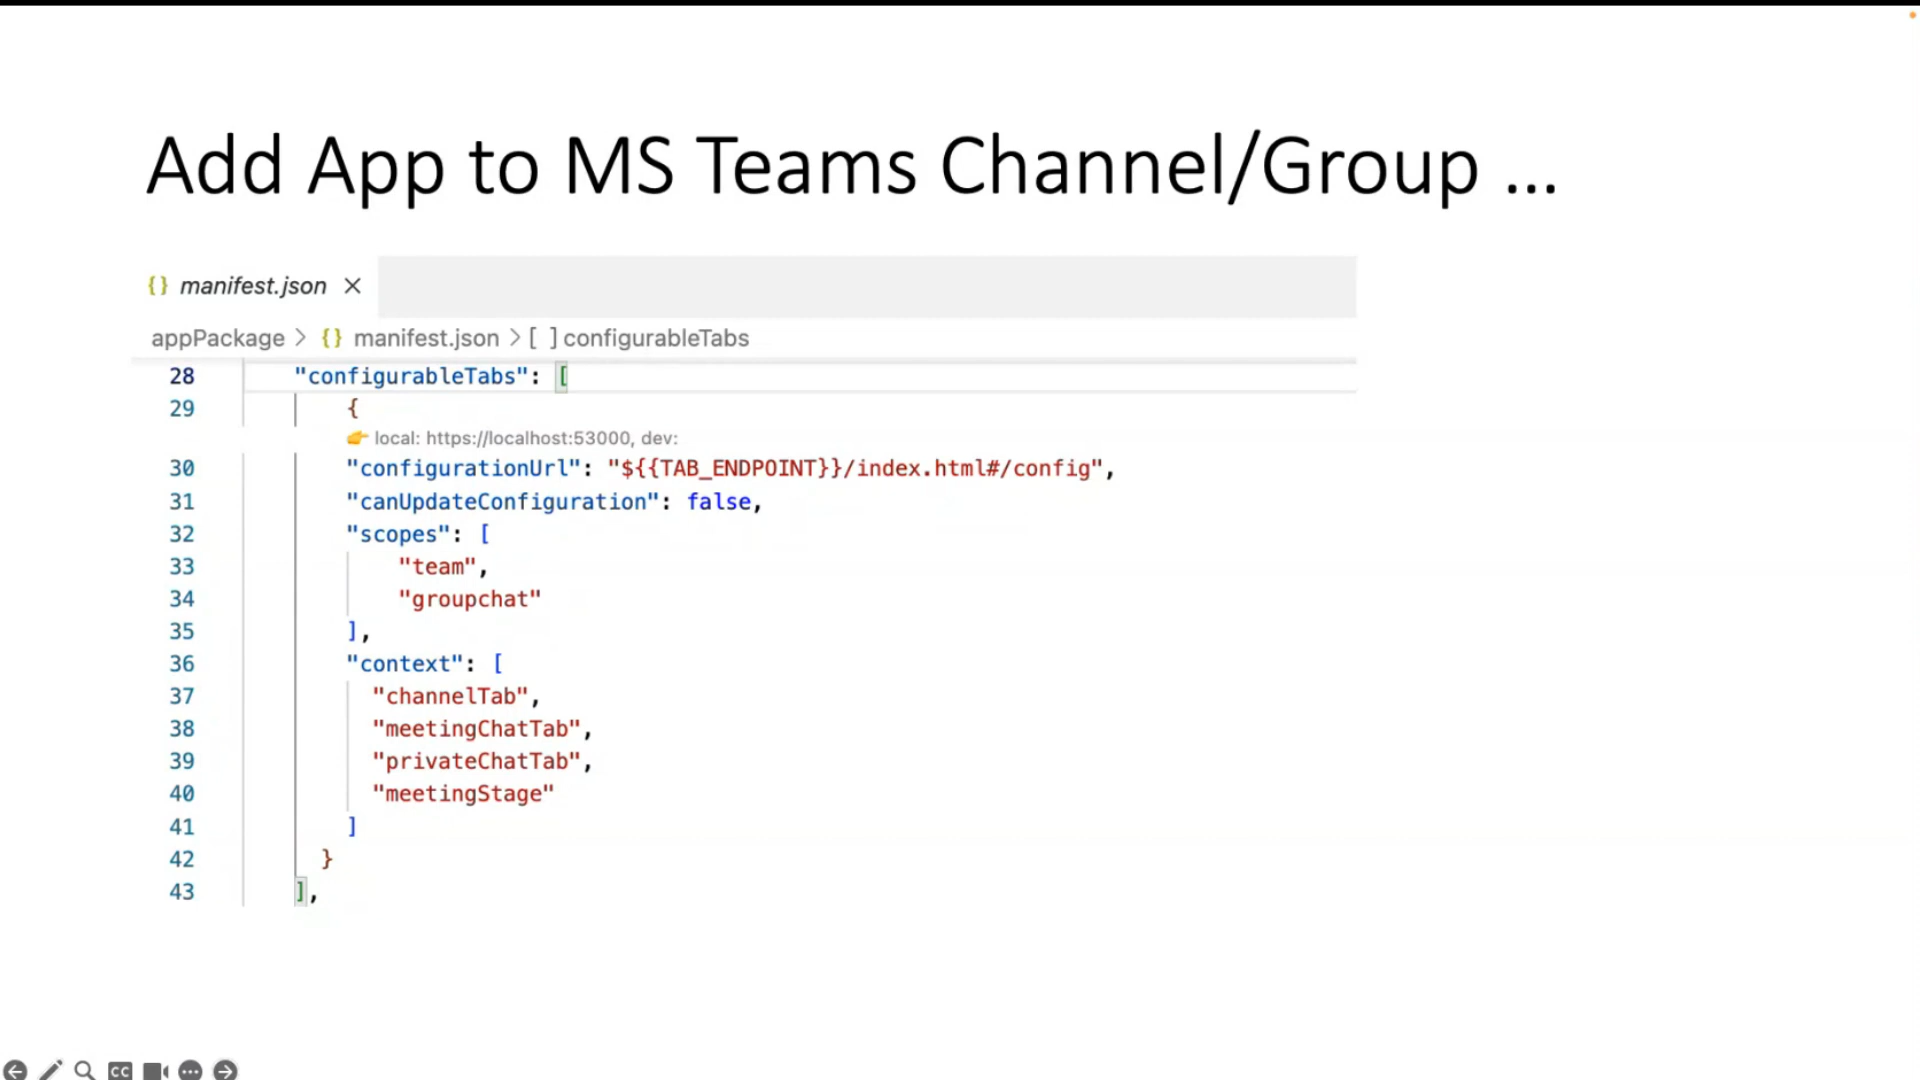 Add App to MS Teams Channel/Group ...
{} manifest.json ×
appPackage > {} manifest.json > [ ] configurableTabs
28 "configurableTabs": [
29 {
👉 local: https://localhost:53000, dev:
30 "configurationUrl": "${{TAB_ENDPOINT}}/index.html#/config",
31 "canUpdateConfiguration": false,
32 "scopes": [
33 "team",
34 "groupchat"
35 ],
36 "context": [
37 "channelTab",
38 "meetingChatTab",
39 "privateChatTab",
40 "meetingStage"
41 ]
42 }
43 ],
CC